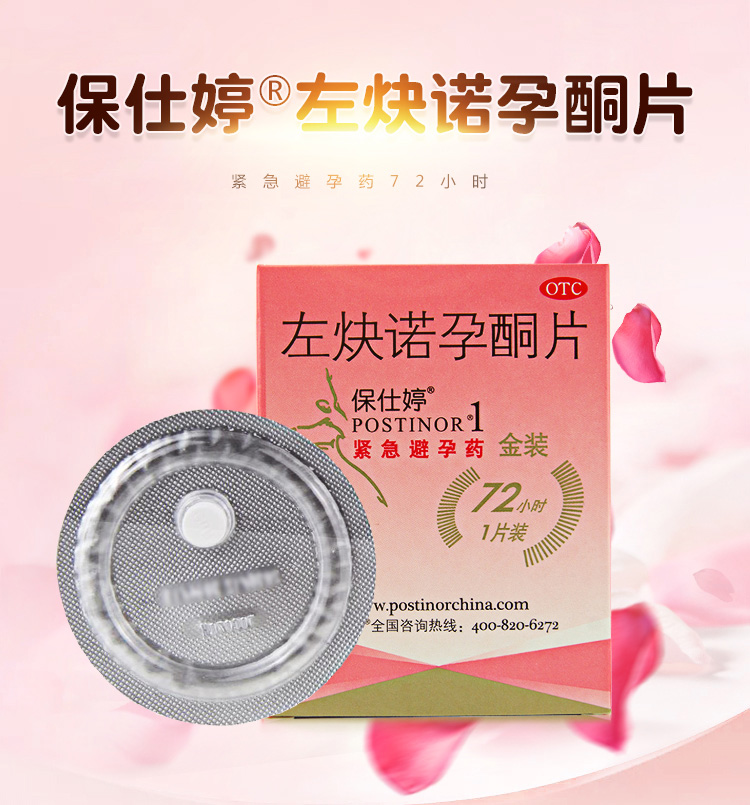 保仕婷®左炔诺孕酮片
紧急避孕药72小时
OTC
左炔诺孕酮片
保仕婷®
POSTINOR®1
紧急避孕药 金装
72小时
1片装
w.postinorchina.com
®全国咨询热线：400-820-6272